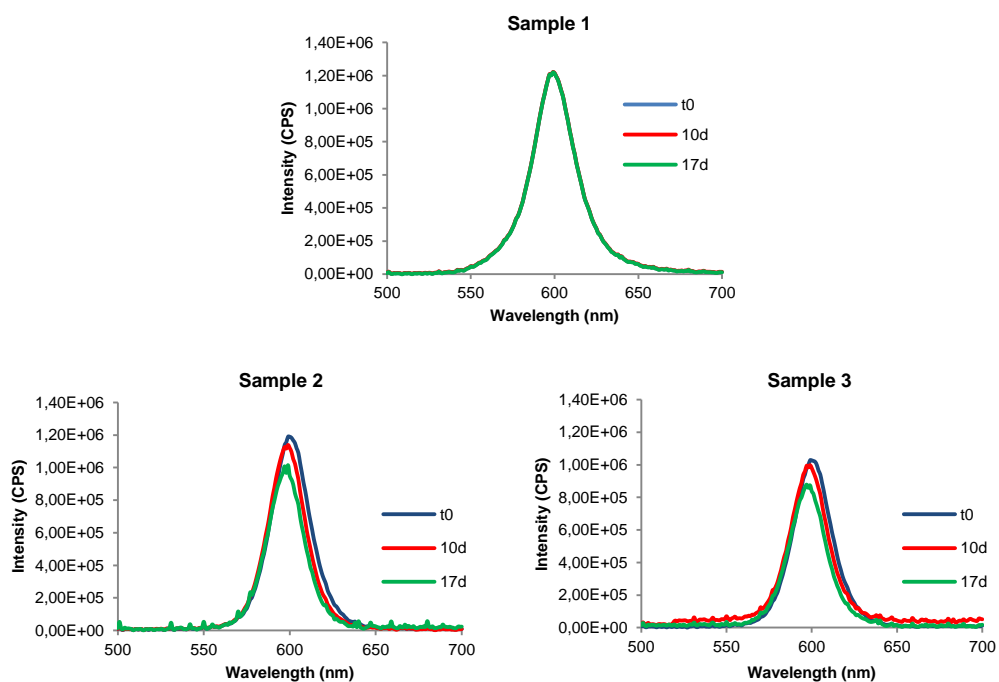 Sample 1
Intensity (CPS)
1,40E+06
1,20E+06
1,00E+06
8,00E+05
6,00E+05
4,00E+05
2,00E+05
0,00E+00
500 550 600 650 700
Wavelength (nm)
t0
10d
17d
Sample 2
Intensity (CPS)
1,40E+06
1,20E+06
1,00E+06
8,00E+05
6,00E+05
4,00E+05
2,00E+05
0,00E+00
500 550 600 650 700
Wavelength (nm)
t0
10d
17d
Sample 3
Intensity (CPS)
1,40E+06
1,20E+06
1,00E+06
8,00E+05
6,00E+05
4,00E+05
2,00E+05
0,00E+00
500 550 600 650 700
Wavelength (nm)
t0
10d
17d